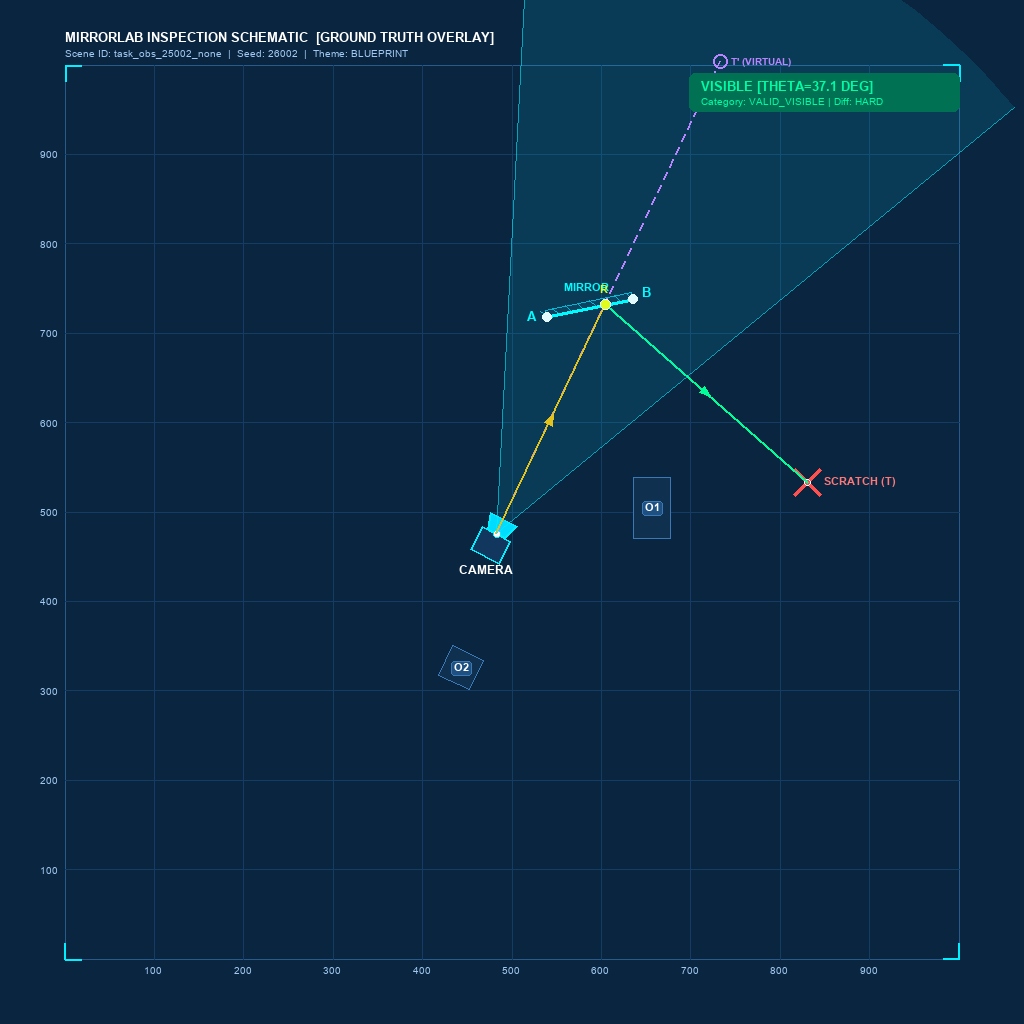 MIRRORLAB INSPECTION SCHEMATIC [GROUND TRUTH OVERLAY]
Scene ID: task_obs_25002_none | Seed: 26002 | Theme: BLUEPRINT
T' (VIRTUAL)
VISIBLE [THETA=37.1 DEG]
Category: VALID_VISIBLE | Diff: HARD
900
800
MIRROR
R
B
A
700
600
SCRATCH (T)
500
O1
CAMERA
400
O2
300
200
100
100 200 300 400 500 600 700 800 900